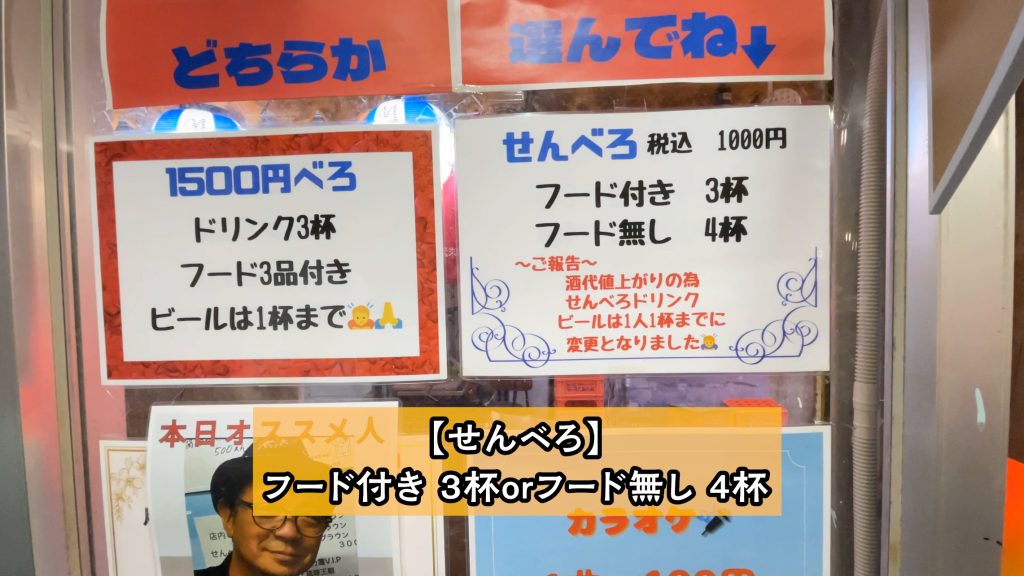 どちらか
選んでね↓
1500円べろ
ドリンク3杯
フード3品付き
ビールは1杯まで🙇🙏
せんべろ 税込 1000円
フード付き 3杯
フード無し 4杯
～ご報告～
酒代値上がりの為
せんべろドリンク
ビールは1人1杯までに
変更となりました🙇
本日オススメ人
【せんべろ】
フード付き 3杯orフード無し 4杯
カラオケ🎤